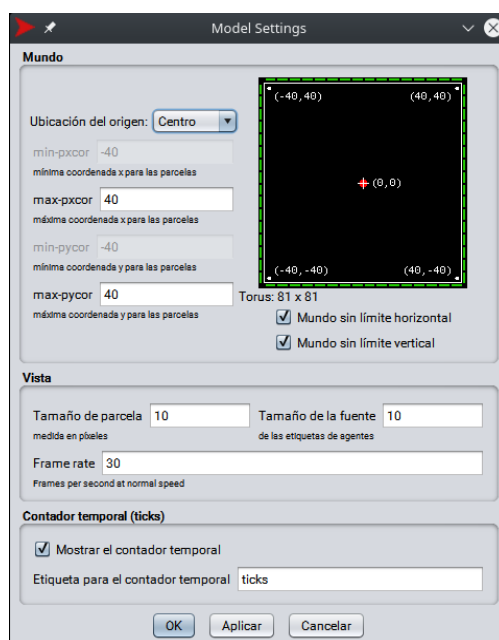 Model Settings
Mundo
Ubicación del origen: Centro
min-pxcor -40
mínima coordenada x para las parcelas
max-pxcor 40
máxima coordenada x para las parcelas
min-pycor -40
mínima coordenada y para las parcelas
max-pycor 40
máxima coordenada y para las parcelas
(-40,40) (40,40)
(0,0)
(-40,-40) (40,-40)
Torus: 81 x 81
Mundo sin límite horizontal
Mundo sin límite vertical
Vista
Tamaño de parcela 10 Tamaño de la fuente 10
medida en píxeles de las etiquetas de agentes
Frame rate 30
Frames per second at normal speed
Contador temporal (ticks)
Mostrar el contador temporal
Etiqueta para el contador temporal ticks
OK Aplicar Cancelar